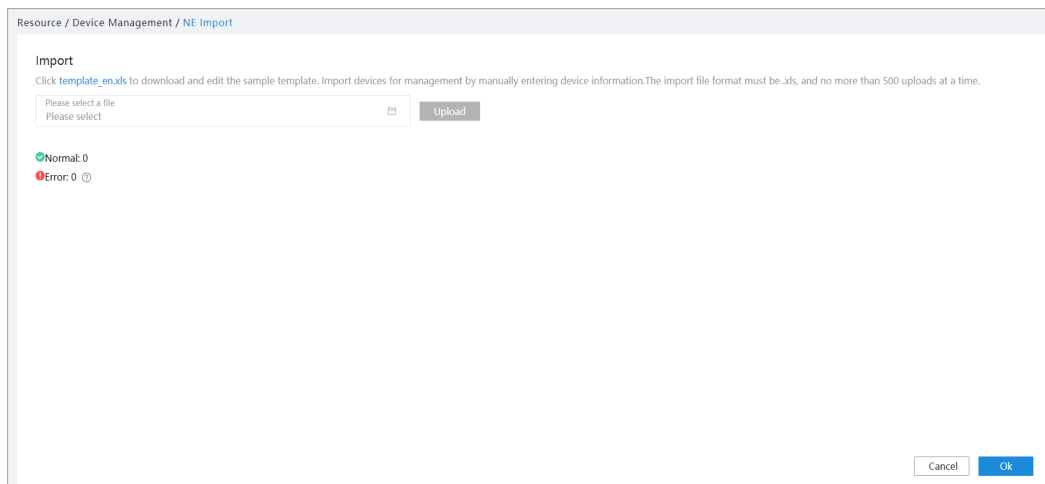 Resource / Device Management / NE Import
Import
Click template_en.xls to download and edit the sample template. Import devices for management by manually entering device information.The import file format must be .xls, and no more than 500 uploads at a time.
Please select a file
Please select
Upload
Normal: 0
Error: 0
Cancel
Ok